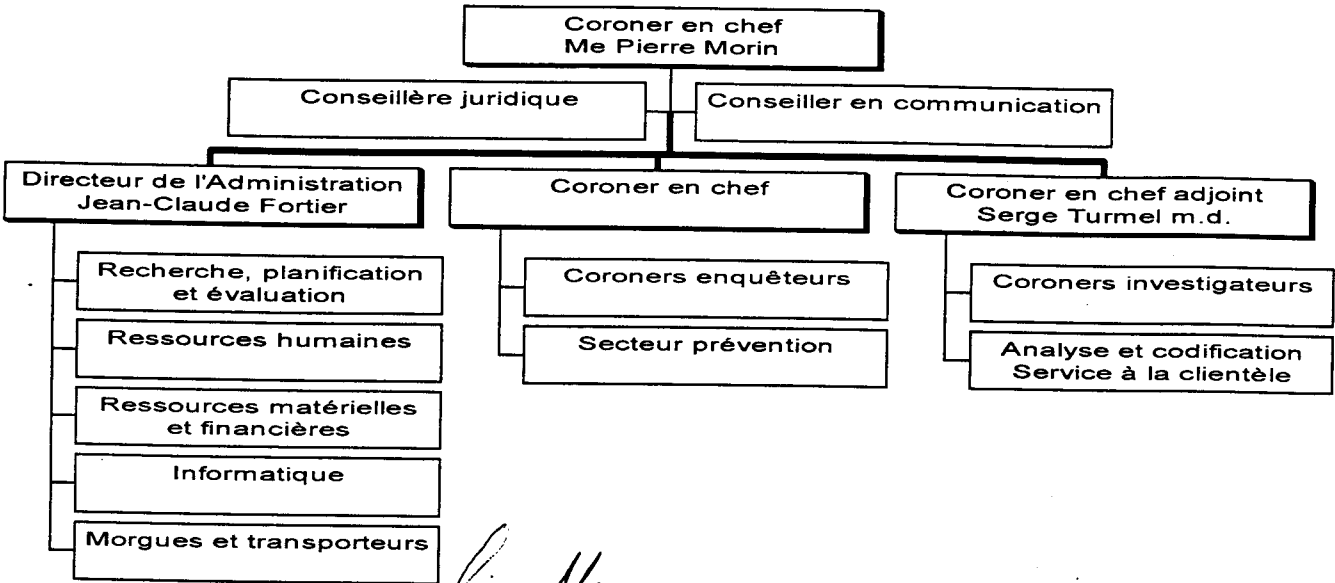 Coroner en chef
Me Pierre Morin
Conseillère juridique
Conseiller en communication
Directeur de l'Administration
Jean-Claude Fortier
Coroner en chef
Coroner en chef adjoint
Serge Turmel m.d.
Recherche, planification
et évaluation
Ressources humaines
Ressources matérielles
et financières
Informatique
Morgues et transporteurs
Coroners enquêteurs
Secteur prévention
Coroners investigateurs
Analyse et codification
Service à la clientèle